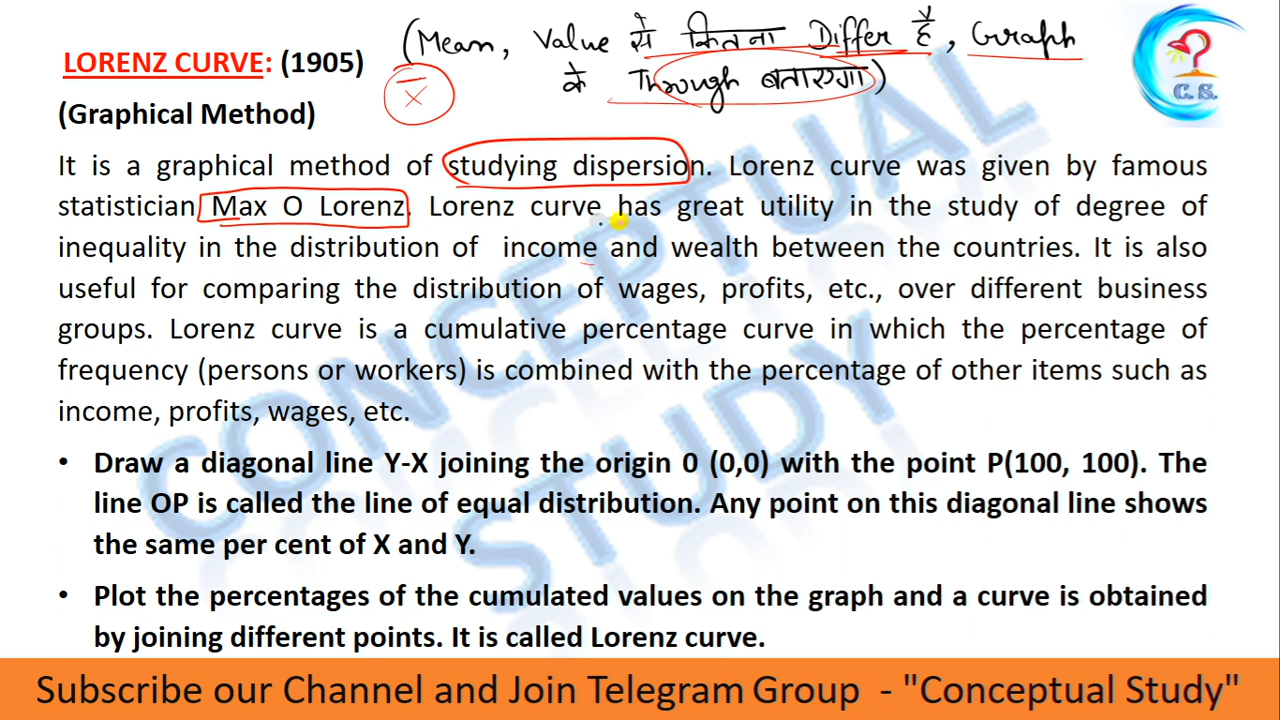 (Mean, Value से कितना Differ है, Graph
के Through बताएगा)
x̄
LORENZ CURVE: (1905)
(Graphical Method)
C. S.
It is a graphical method of studying dispersion. Lorenz curve was given by famous
statistician Max O Lorenz. Lorenz curve has great utility in the study of degree of
inequality in the distribution of income and wealth between the countries. It is also
useful for comparing the distribution of wages, profits, etc., over different business
groups. Lorenz curve is a cumulative percentage curve in which the percentage of
frequency (persons or workers) is combined with the percentage of other items such as
income, profits, wages, etc.
• Draw a diagonal line Y-X joining the origin 0 (0,0) with the point P(100, 100). The
line OP is called the line of equal distribution. Any point on this diagonal line shows
the same per cent of X and Y.
• Plot the percentages of the cumulated values on the graph and a curve is obtained
by joining different points. It is called Lorenz curve.
CONCEPTUAL
STUDY
Subscribe our Channel and Join Telegram Group - "Conceptual Study"